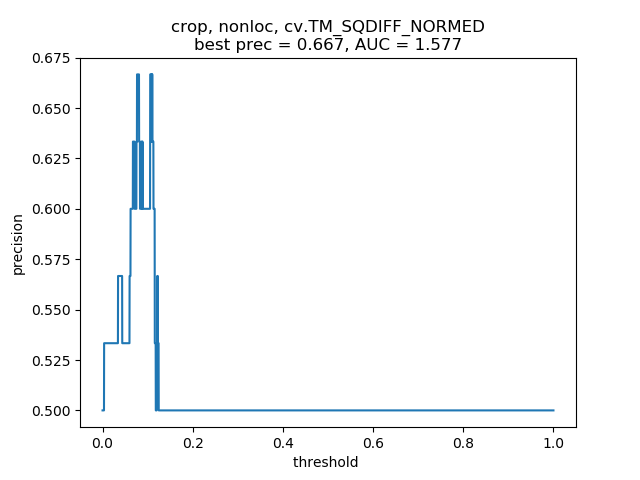 crop, nonloc, cv.TM_SQDIFF_NORMED
best prec = 0.667, AUC = 1.577
0.675
0.650
0.625
0.600
0.575
0.550
0.525
0.500
precision
0.0 0.2 0.4 0.6 0.8 1.0
threshold